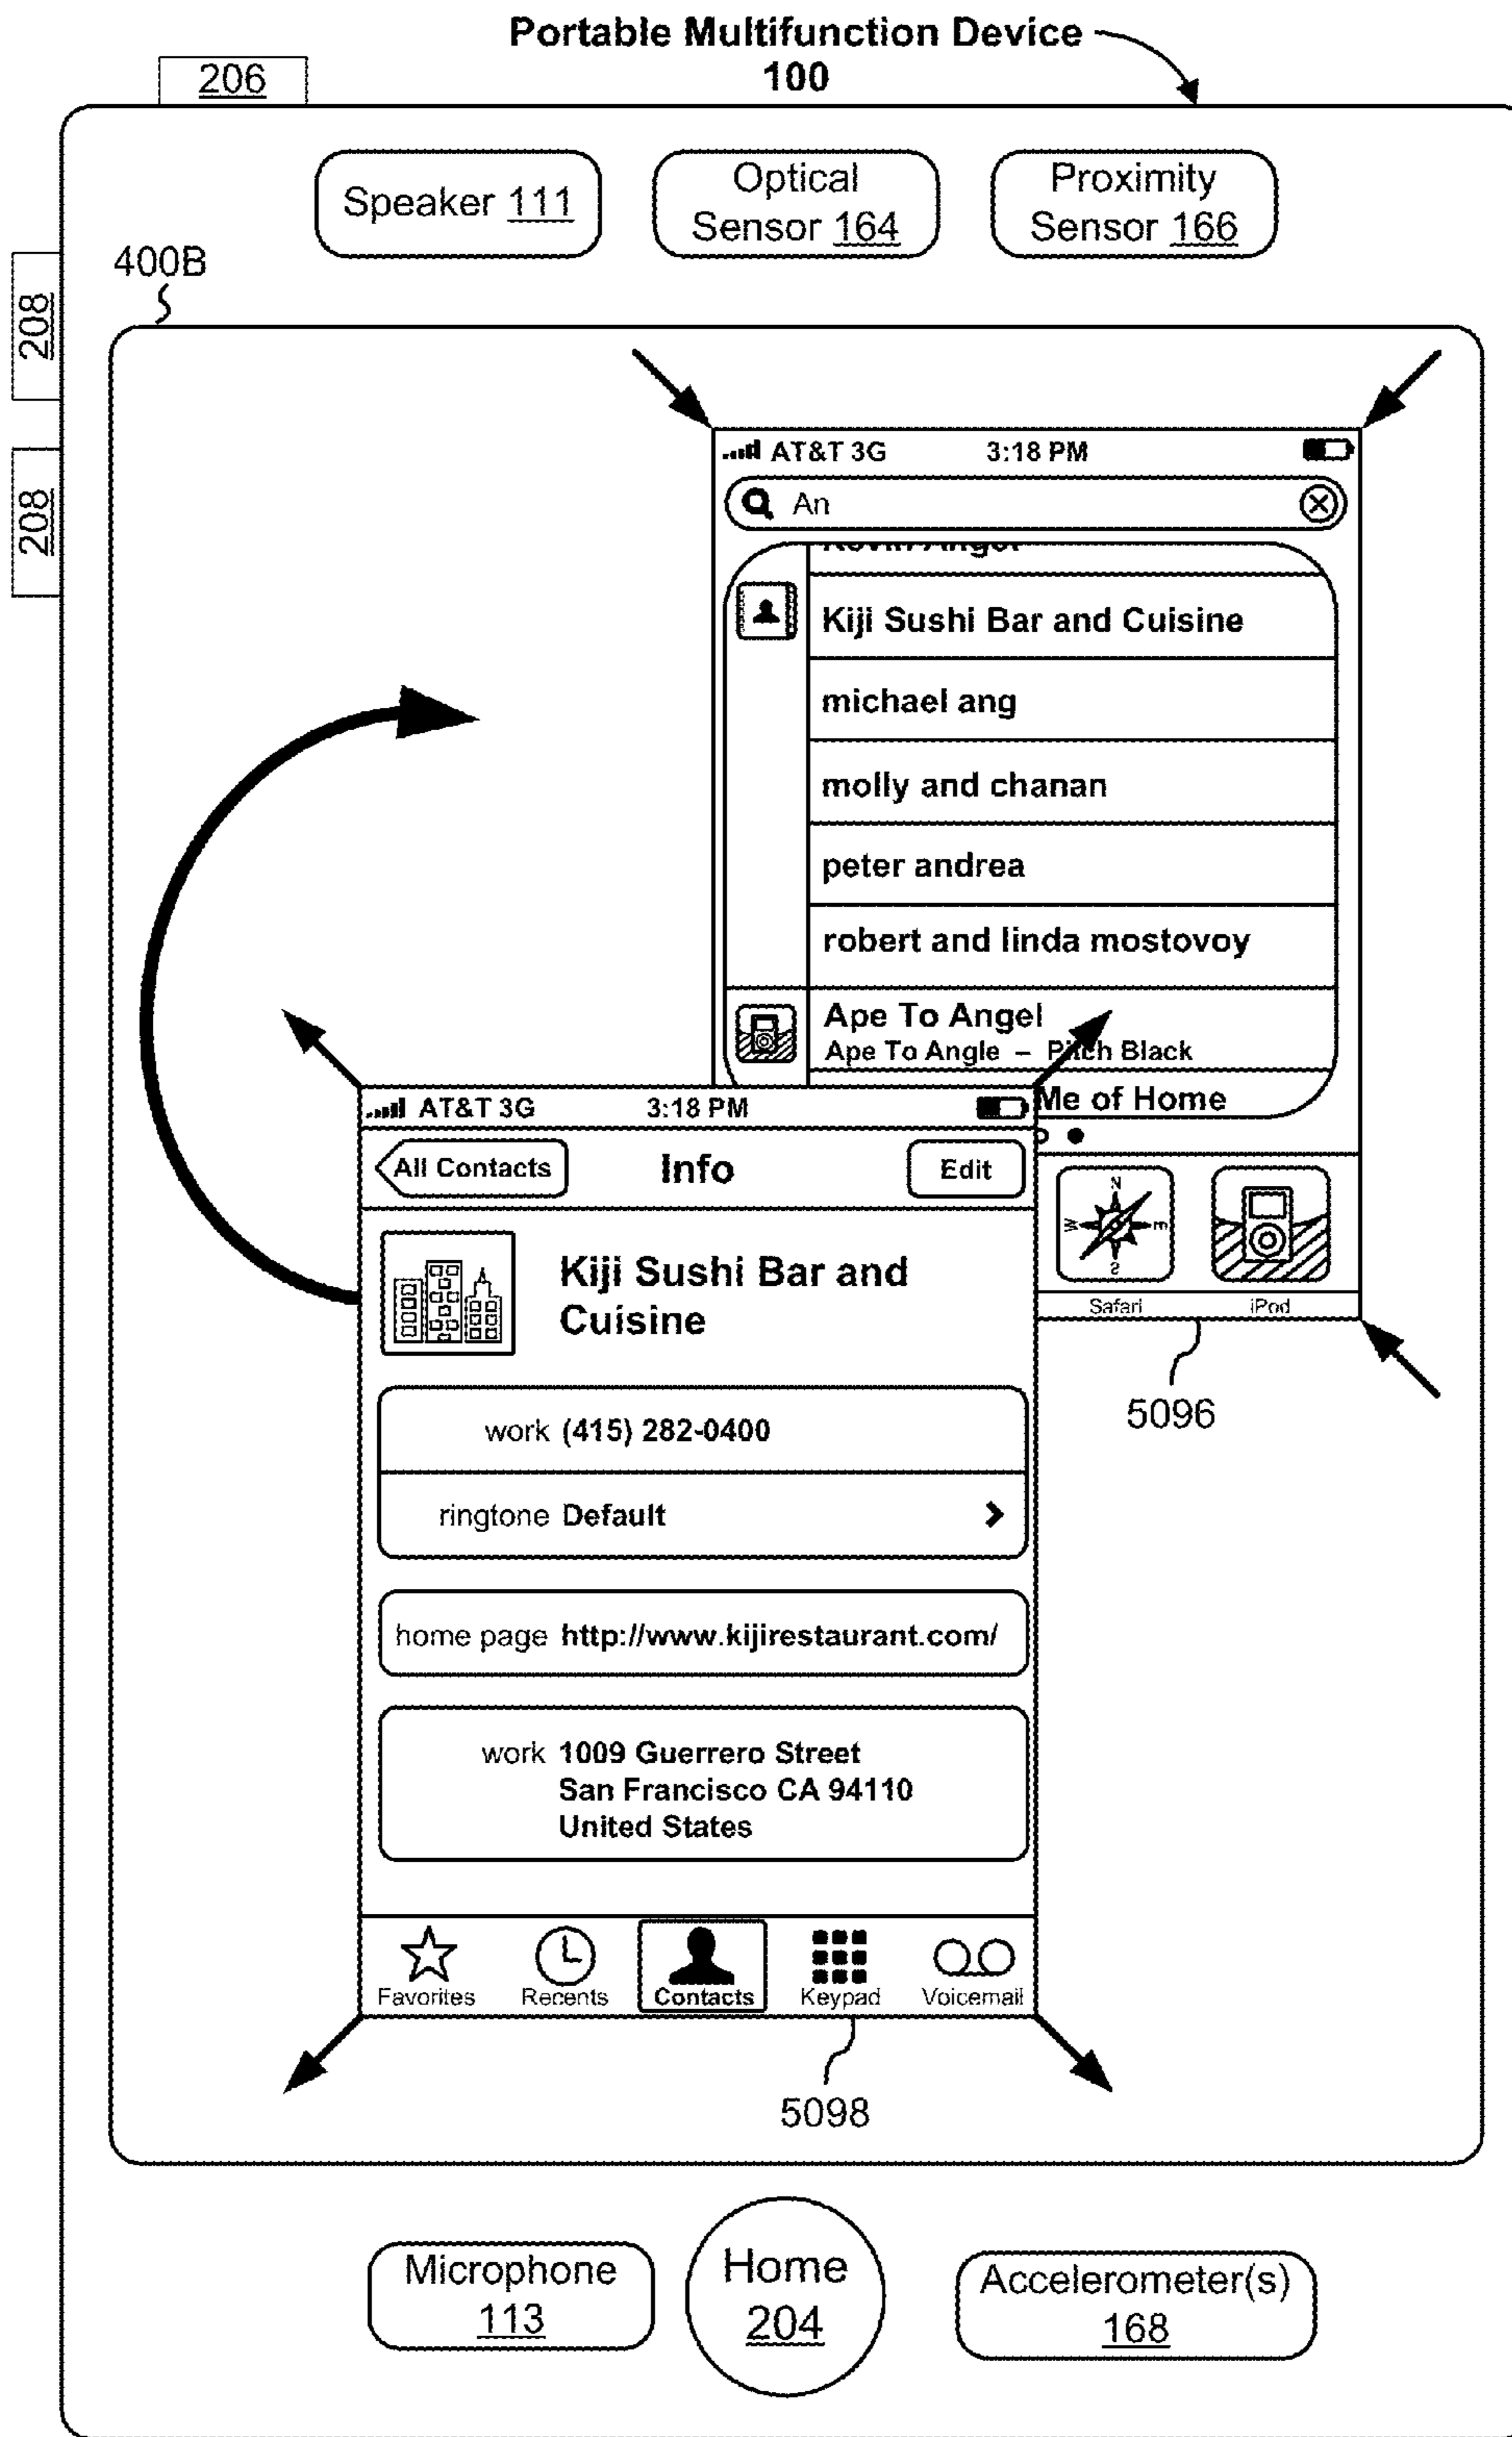 Portable Multifunction Device
100
206
Speaker 111
Optical
Sensor 164
Proximity
Sensor 166
400B
208
208
AT&T 3G 3:18 PM
An
Kiji Sushi Bar and Cuisine
michael ang
molly and chanan
peter andrea
robert and linda mostovoy
Ape To Angel
Ape To Angle – Pitch Black
Me of Home
N
W E
S
Safari iPod
5096
AT&T 3G 3:18 PM
All Contacts Info Edit
Kiji Sushi Bar and
Cuisine
work (415) 282-0400
ringtone Default
home page http://www.kijirestaurant.com/
work 1009 Guerrero Street
San Francisco CA 94110
United States
Favorites Recents Contacts Keypad Voicemail
5098
Microphone
113
Home
204
Accelerometer(s)
168